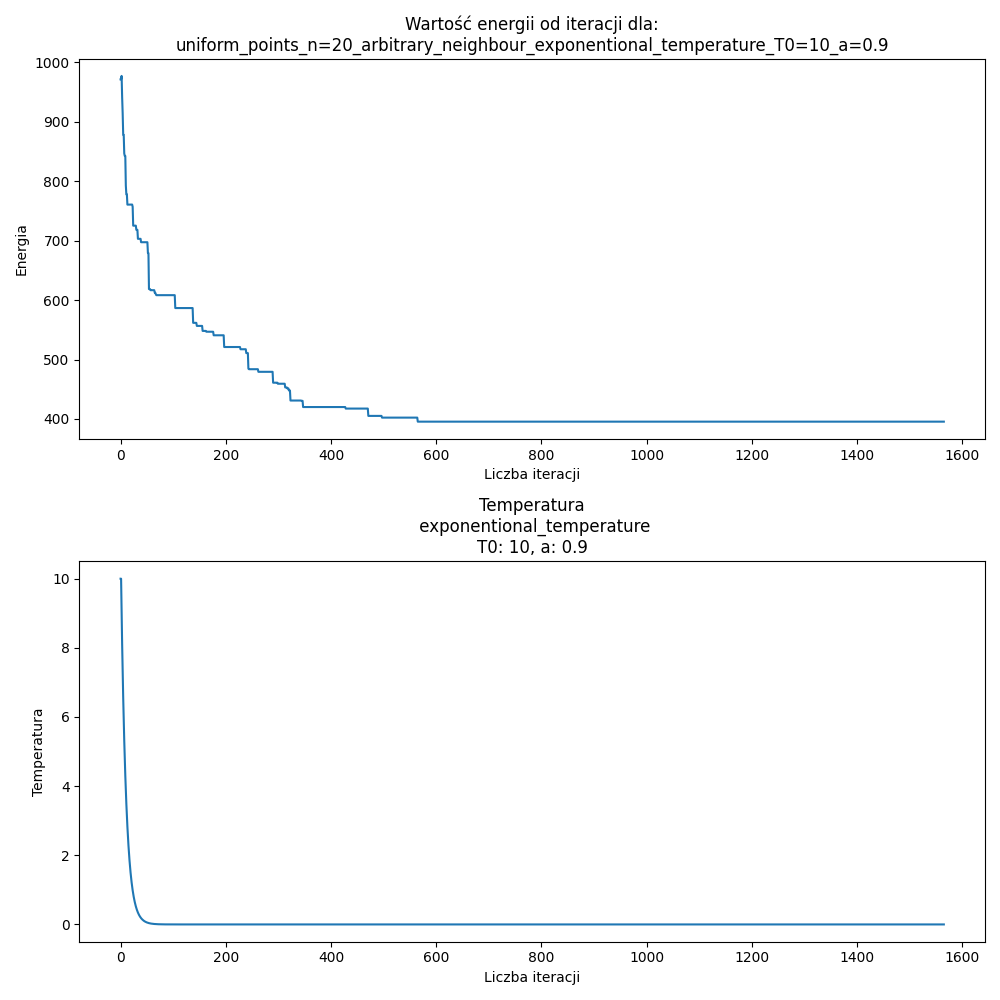 Wartość energii od iteracji dla:
uniform_points_n=20_arbitrary_neighbour_exponentional_temperature_T0=10_a=0.9
1000
900
800
700
600
500
400
Energia
0 200 400 600 800 1000 1200 1400 1600
Liczba iteracji
Temperatura
exponentional_temperature
T0: 10, a: 0.9
10
8
6
4
2
0
Temperatura
0 200 400 600 800 1000 1200 1400 1600
Liczba iteracji